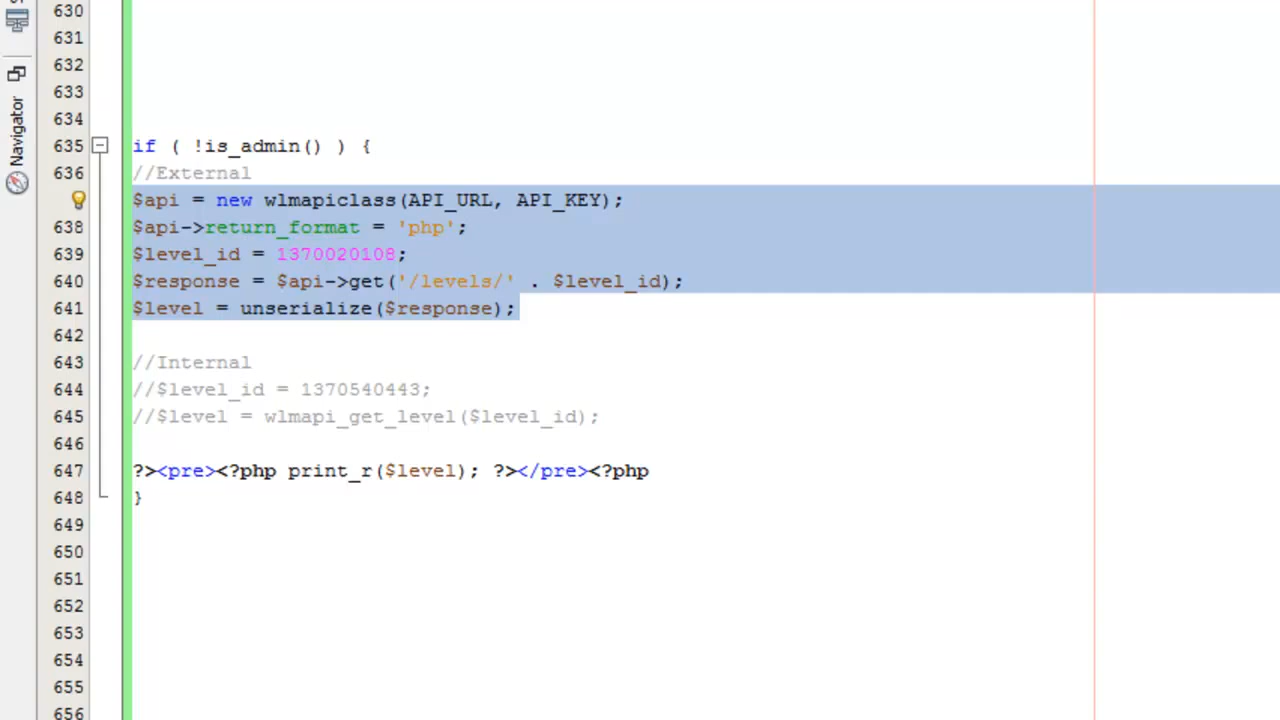 630
631
632
633
634
635 if ( !is_admin() ) {
636 //External
$api = new wlmapiclass(API_URL, API_KEY);
638 $api->return_format = 'php';
639 $level_id = 1370020108;
640 $response = $api->get('/levels/' . $level_id);
641 $level = unserialize($response);
642
643 //Internal
644 //$level_id = 1370540443;
645 //$level = wlmapi_get_level($level_id);
646
647 ?><pre><?php print_r($level); ?></pre><?php
648 }
649
650
651
652
653
654
655
656
Navigator